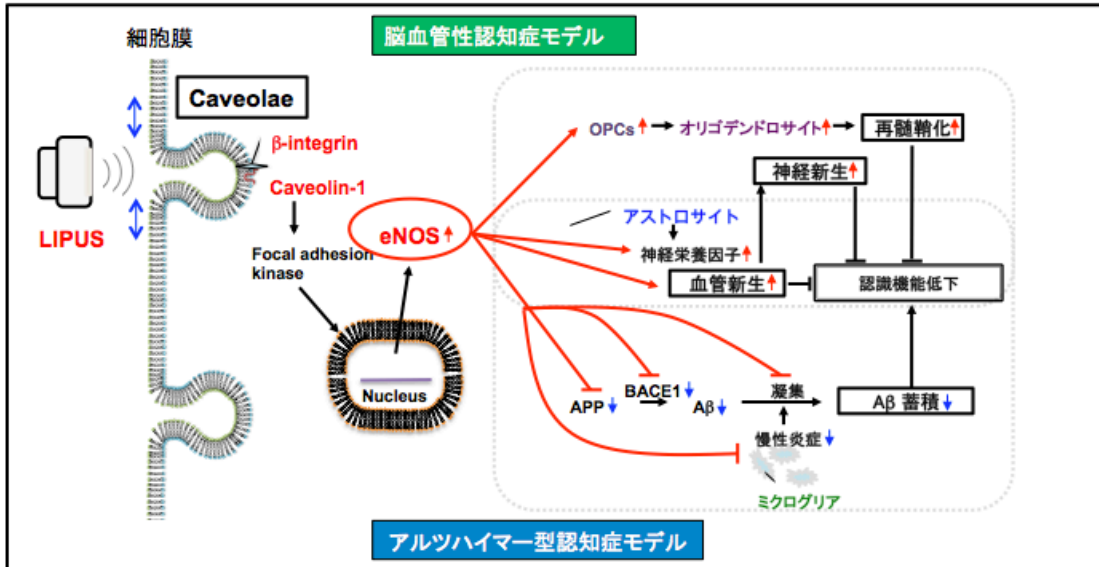 脳血管性認知症モデル
細胞膜
Caveolae
β-integrin
Caveolin-1
LIPUS
Focal adhesion
kinase
eNOS↑
Nucleus
OPCs↑
オリゴデンドロサイト↑
再髄鞘化↑
神経新生↑
アストロサイト
神経栄養因子↑
血管新生↑
認識機能低下
APP↓
BACE1↓
Aβ↓
凝集
Aβ 蓄積↓
慢性炎症↓
ミクログリア
アルツハイマー型認知症モデル